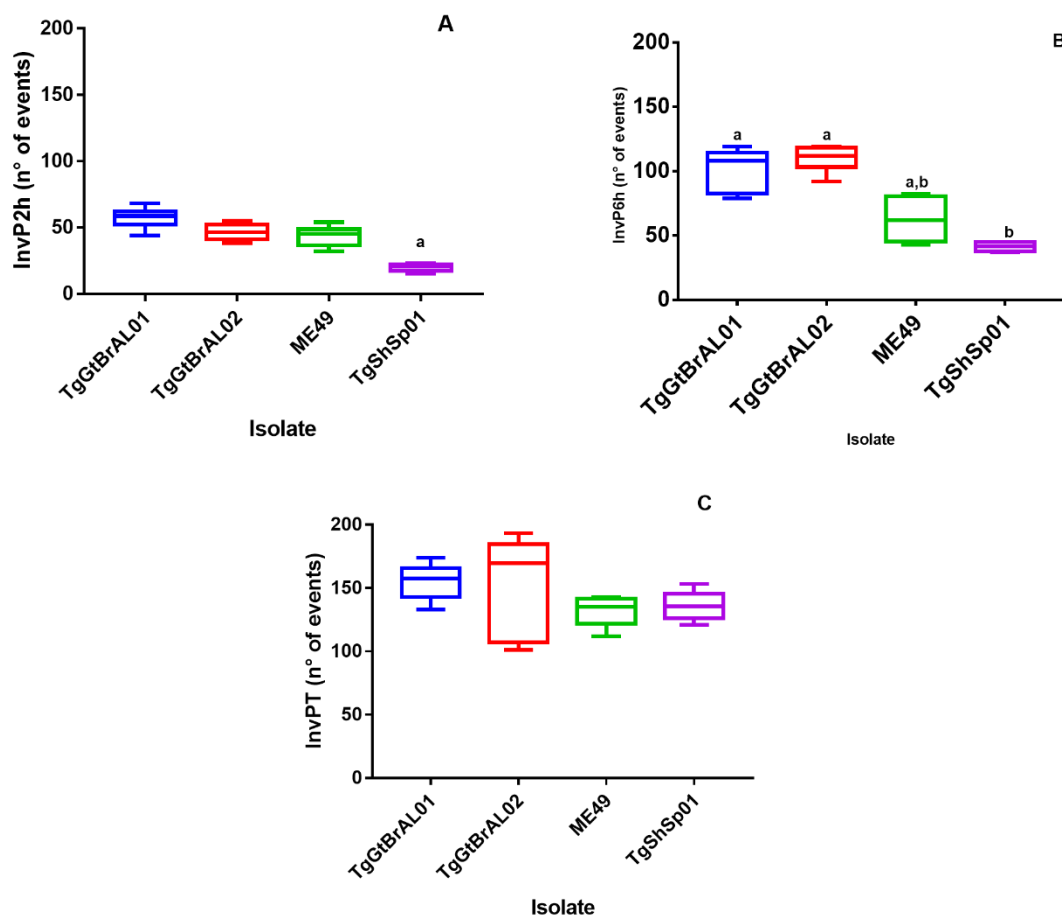 A
InvP2h (n° of events)
200
150
100
50
0
a
TgGtBrAL01
TgGtBrAL02
ME49
TgShSp01
Isolate
B
InvP6h (n° of events)
200
150
100
50
0
a
a
a,b
b
TgGtBrAL01
TgGtBrAL02
ME49
TgShSp01
Isolate
C
InvPT (n° of events)
200
150
100
50
0
TgGtBrAL01
TgGtBrAL02
ME49
TgShSp01
Isolate